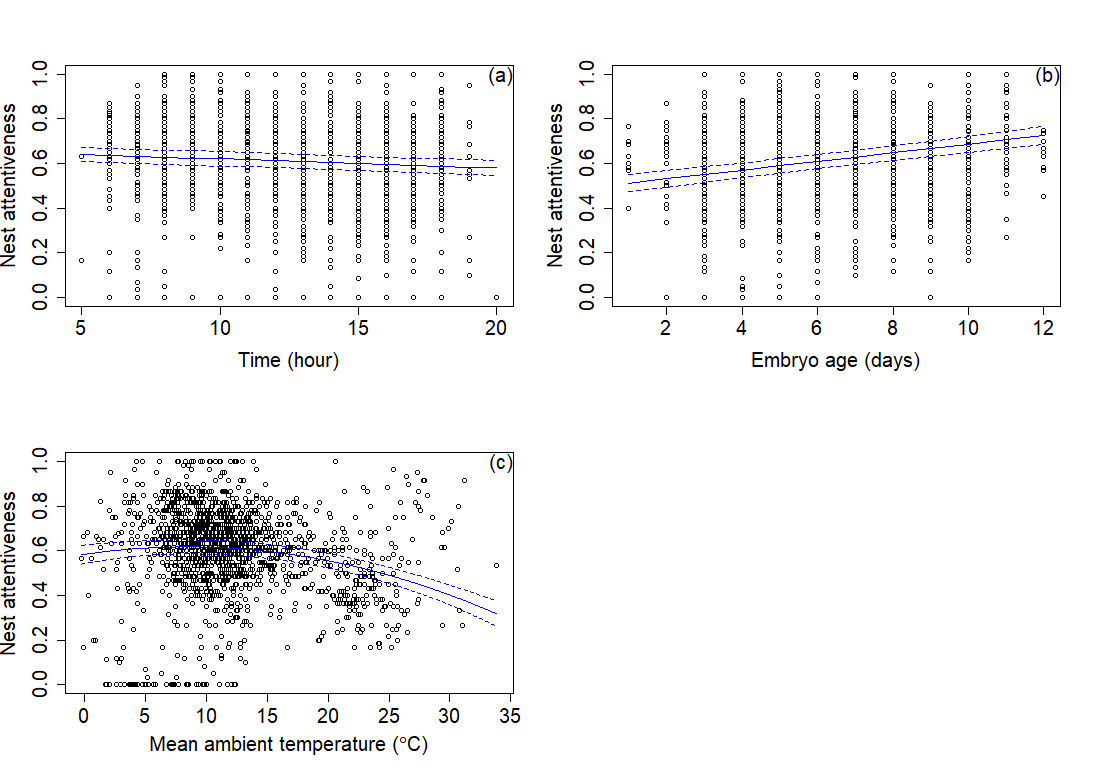 (a)
Nest attentiveness
0.0 0.2 0.4 0.6 0.8 1.0
5 10 15 20
Time (hour)
(b)
Nest attentiveness
0.0 0.2 0.4 0.6 0.8 1.0
2 4 6 8 10 12
Embryo age (days)
(c)
Nest attentiveness
0.0 0.2 0.4 0.6 0.8 1.0
0 5 10 15 20 25 30 35
Mean ambient temperature (°C)